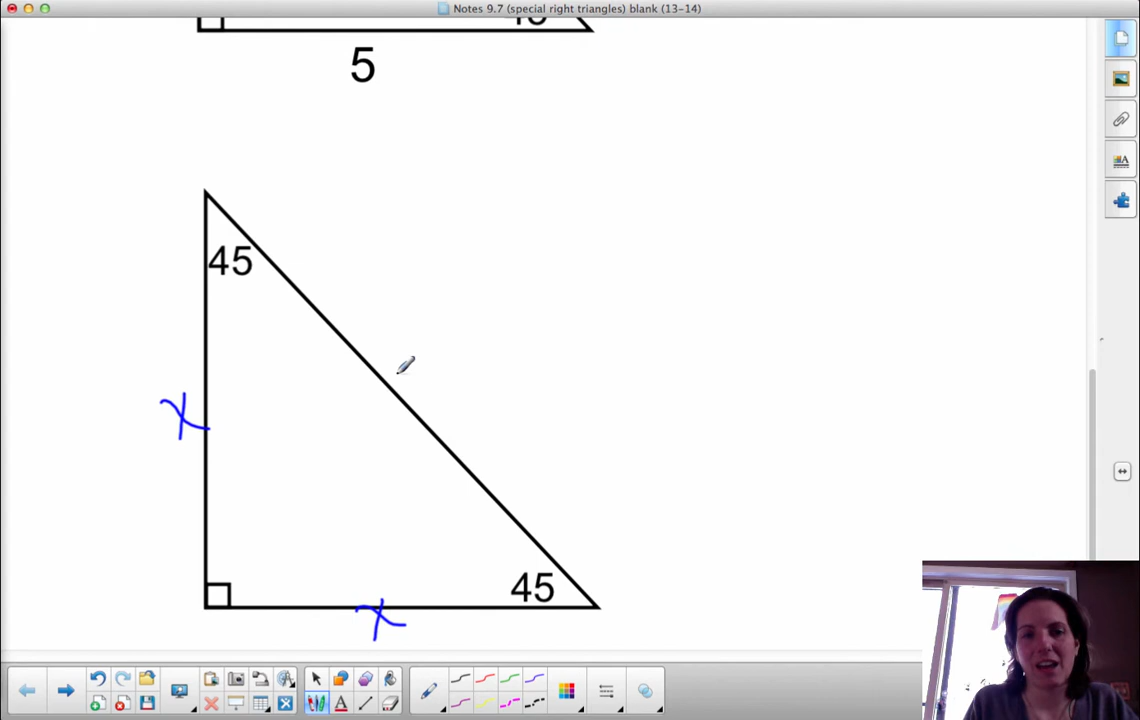 Notes 9.7 (special right triangles) blank (13-14)
5
45
x
45
x